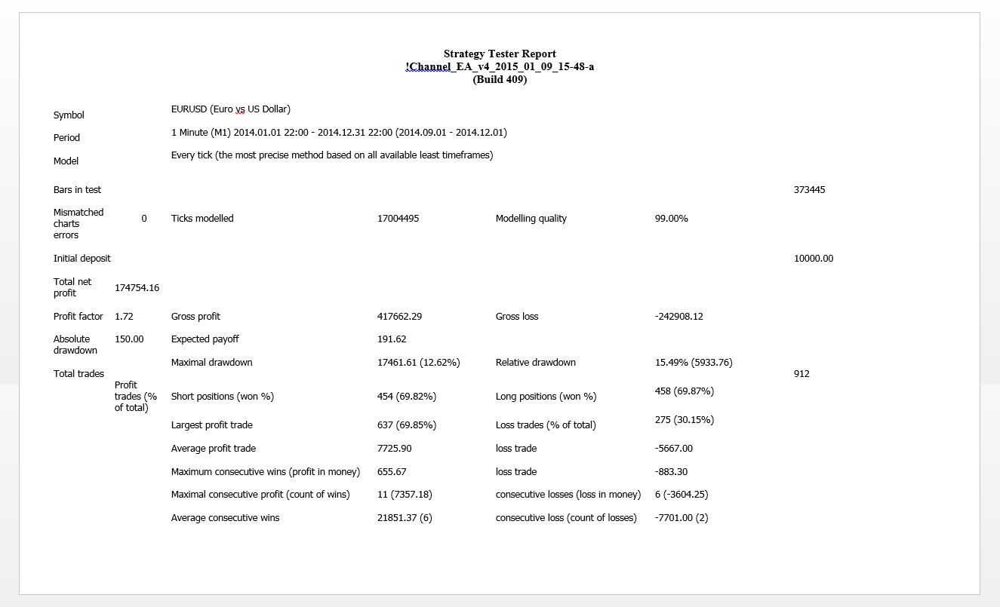 Strategy Tester Report
!Channel_EA_v4_2015_01_09_15-48-a
(Build 409)
Symbol EURUSD (Euro vs US Dollar)
Period 1 Minute (M1) 2014.01.01 22:00 - 2014.12.31 22:00 (2014.09.01 - 2014.12.01)
Model Every tick (the most precise method based on all available least timeframes)
Bars in test 373445
Mismatched
charts
errors
0 Ticks modelled 17004495 Modelling quality 99.00%
Initial deposit 10000.00
Total net
profit
174754.16
Profit factor 1.72 Gross profit 417662.29 Gross loss -242908.12
Absolute
drawdown
150.00 Expected payoff 191.62
Maximal drawdown 17461.61 (12.62%) Relative drawdown 15.49% (5933.76)
Total trades 912
Profit
trades (%
of total)
Short positions (won %) 454 (69.82%) Long positions (won %) 458 (69.87%)
Largest profit trade 637 (69.85%) Loss trades (% of total) 275 (30.15%)
Average profit trade 7725.90 loss trade -5667.00
Maximum consecutive wins (profit in money) 655.67 loss trade -883.30
Maximal consecutive profit (count of wins) 11 (7357.18) consecutive losses (loss in money) 6 (-3604.25)
Average consecutive wins 21851.37 (6) consecutive loss (count of losses) -7701.00 (2)